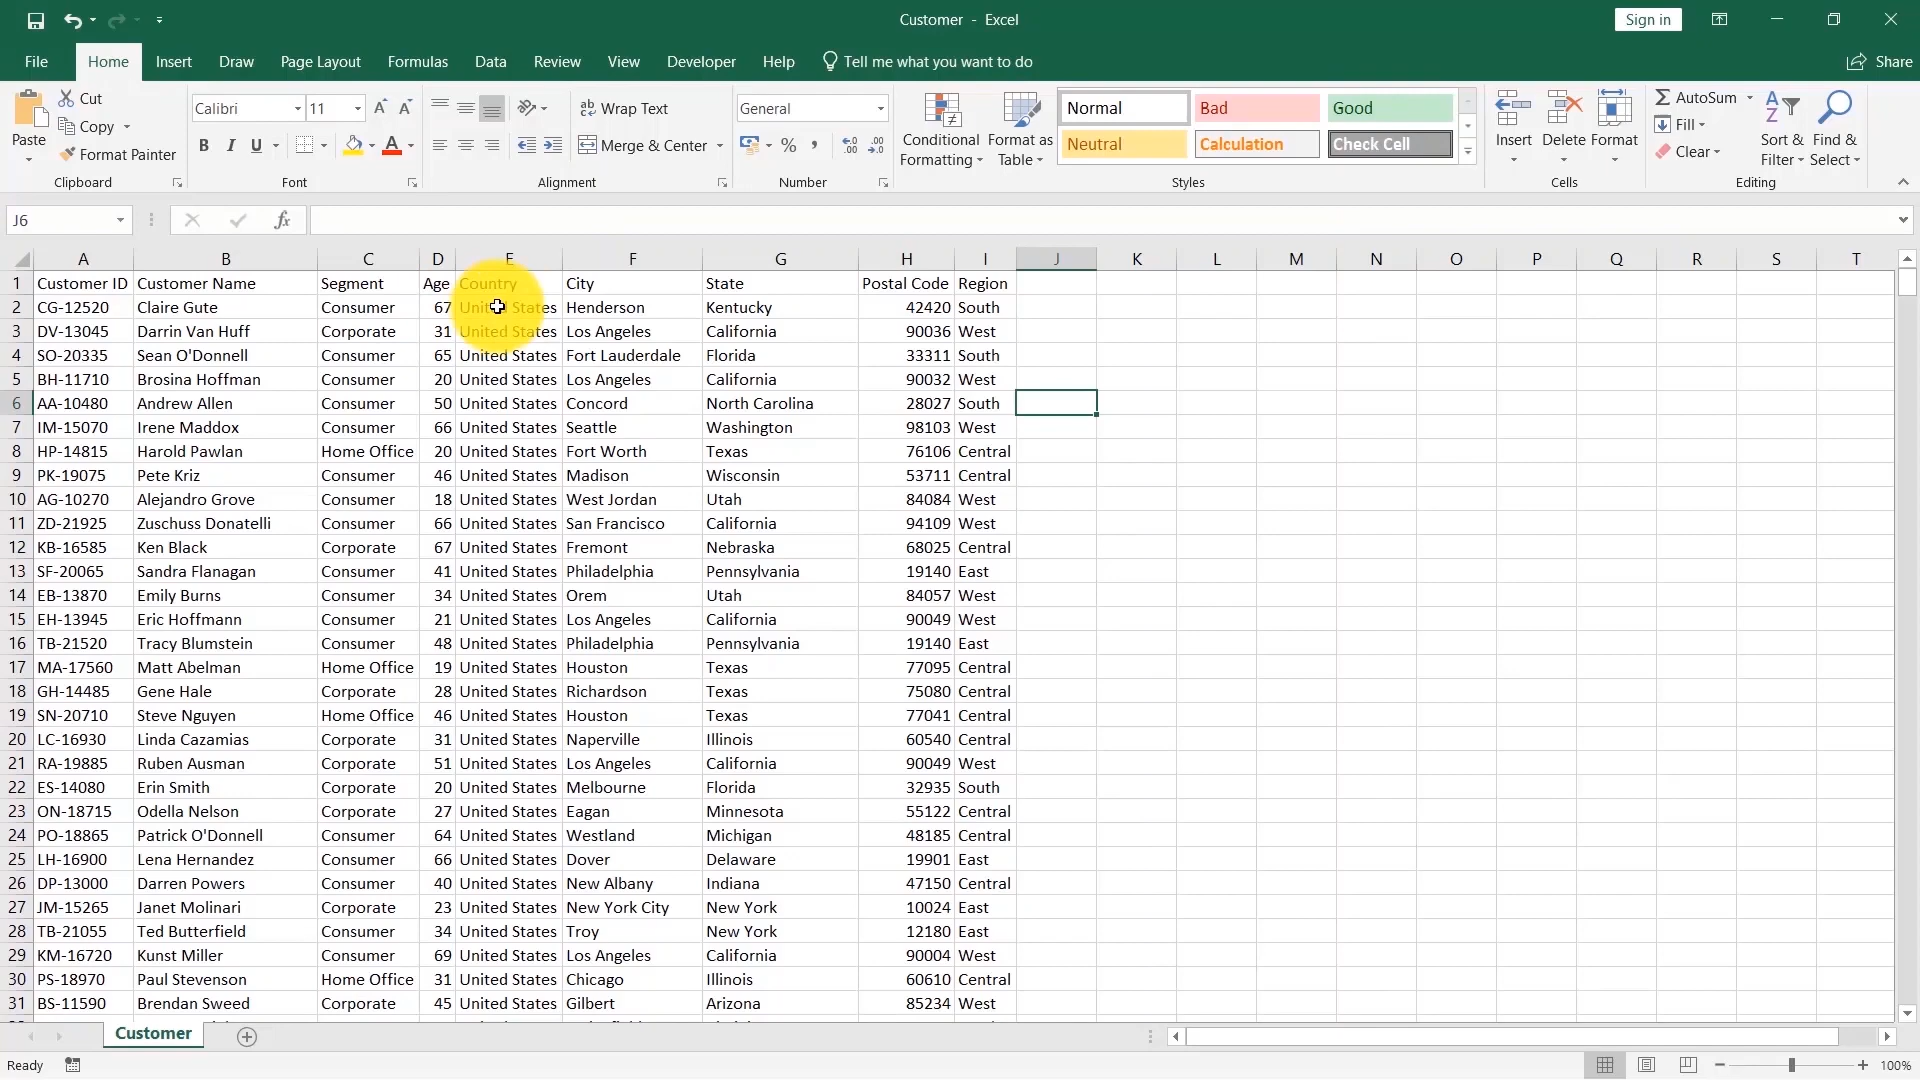 Customer - Excel
Sign in
File Home Insert Draw Page Layout Formulas Data Review View Developer Help Tell me what you want to do Share
Paste
Cut
Copy
Format Painter
Clipboard
Calibri 11
B I U
Font
Wrap Text
Merge & Center
Alignment
General
Number
Conditional Formatting
Format as Table
Normal Bad Good
Neutral Calculation Check Cell
Styles
Insert Delete Format
Cells
AutoSum
Fill
Clear
Sort & Filter
Find & Select
Editing
J6 fx
A B C D E F G H I J K L M N O P Q R S T
1 Customer ID Customer Name Segment Age Country City State Postal Code Region
2 CG-12520 Claire Gute Consumer 67 United States Henderson Kentucky 42420 South
3 DV-13045 Darrin Van Huff Corporate 31 United States Los Angeles California 90036 West
4 SO-20335 Sean O'Donnell Consumer 65 United States Fort Lauderdale Florida 33311 South
5 BH-11710 Brosina Hoffman Consumer 20 United States Los Angeles California 90032 West
6 AA-10480 Andrew Allen Consumer 50 United States Concord North Carolina 28027 South
7 IM-15070 Irene Maddox Consumer 66 United States Seattle Washington 98103 West
8 HP-14815 Harold Pawlan Home Office 20 United States Fort Worth Texas 76106 Central
9 PK-19075 Pete Kriz Consumer 46 United States Madison Wisconsin 53711 Central
10 AG-10270 Alejandro Grove Consumer 18 United States West Jordan Utah 84084 West
11 ZD-21925 Zuschuss Donatelli Consumer 66 United States San Francisco California 94109 West
12 KB-16585 Ken Black Corporate 67 United States Fremont Nebraska 68025 Central
13 SF-20065 Sandra Flanagan Consumer 41 United States Philadelphia Pennsylvania 19140 East
14 EB-13870 Emily Burns Consumer 34 United States Orem Utah 84057 West
15 EH-13945 Eric Hoffmann Consumer 21 United States Los Angeles California 90049 West
16 TB-21520 Tracy Blumstein Consumer 48 United States Philadelphia Pennsylvania 19140 East
17 MA-17560 Matt Abelman Home Office 19 United States Houston Texas 77095 Central
18 GH-14485 Gene Hale Corporate 28 United States Richardson Texas 75080 Central
19 SN-20710 Steve Nguyen Home Office 46 United States Houston Texas 77041 Central
20 LC-16930 Linda Cazamias Corporate 31 United States Naperville Illinois 60540 Central
21 RA-19885 Ruben Ausman Corporate 51 United States Los Angeles California 90049 West
22 ES-14080 Erin Smith Corporate 20 United States Melbourne Florida 32935 South
23 ON-18715 Odella Nelson Corporate 27 United States Eagan Minnesota 55122 Central
24 PO-18865 Patrick O'Donnell Consumer 64 United States Westland Michigan 48185 Central
25 LH-16900 Lena Hernandez Consumer 66 United States Dover Delaware 19901 East
26 DP-13000 Darren Powers Consumer 40 United States New Albany Indiana 47150 Central
27 JM-15265 Janet Molinari Corporate 23 United States New York City New York 10024 East
28 TB-21055 Ted Butterfield Consumer 34 United States Troy New York 12180 East
29 KM-16720 Kunst Miller Consumer 69 United States Los Angeles California 90004 West
30 PS-18970 Paul Stevenson Home Office 31 United States Chicago Illinois 60610 Central
31 BS-11590 Brendan Sweed Corporate 45 United States Gilbert Arizona 85234 West
Customer
Ready 100%